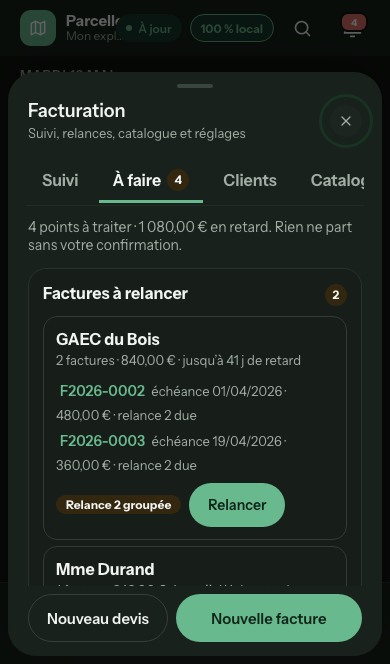 Parcelle
À jour
100 % local
4
Mon expl…
Facturation
Suivi, relances, catalogue et réglages
Suivi
À faire 4
Clients
Catalog
4 points à traiter · 1 080,00 € en retard. Rien ne part
sans votre confirmation.
Factures à relancer
2
GAEC du Bois
2 factures · 840,00 € · jusqu'à 41 j de retard
F2026-0002 échéance 01/04/2026 ·
480,00 € · relance 2 due
F2026-0003 échéance 19/04/2026 ·
360,00 € · relance 2 due
Relance 2 groupée
Relancer
Mme Durand
Nouveau devis
Nouvelle facture